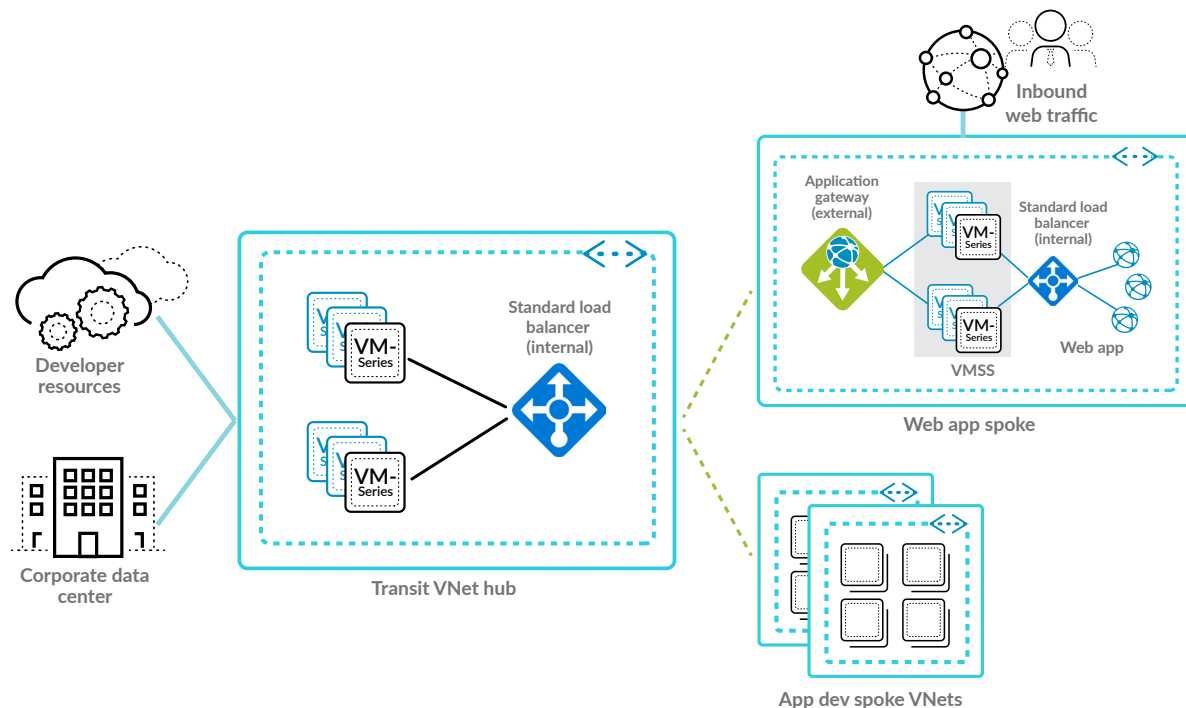 Inbound
web traffic
Application
gateway
(external)
VM-
Series
VM-
Series
VMSS
Standard load
balancer
(internal)
Web app
Web app spoke
Developer
resources
Corporate data
center
VM-
Series
VM-
Series
Standard load
balancer
(internal)
Transit VNet hub
App dev spoke VNets